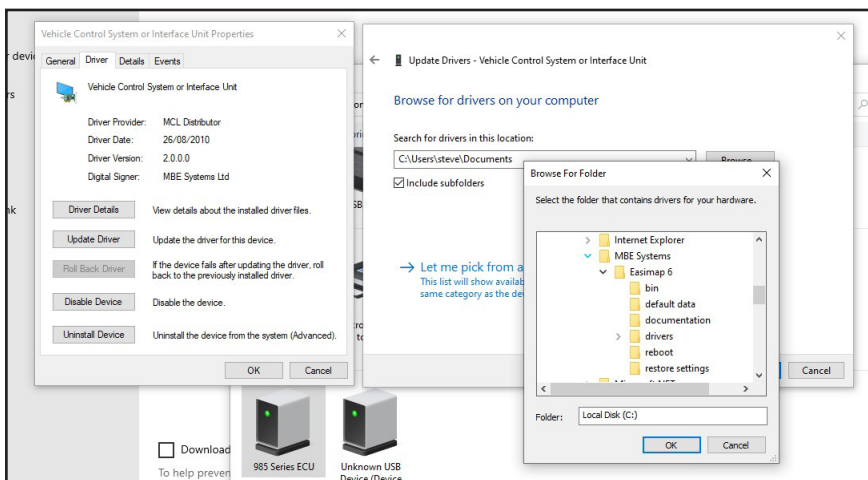 Vehicle Control System or Interface Unit Properties
General Driver Details Events
Vehicle Control System or Interface Unit
Driver Provider: MCL Distributor
Driver Date: 26/08/2010
Driver Version: 2.0.0.0
Digital Signer: MBE Systems Ltd
Driver Details View details about the installed driver files.
Update Driver Update the driver for this device.
Roll Back Driver If the device fails after updating the driver, roll
back to the previously installed driver.
Disable Device Disable the device.
Uninstall Device Uninstall the device from the system (Advanced).
OK Cancel
Update Drivers - Vehicle Control System or Interface Unit
Browse for drivers on your computer
Search for drivers in this location:
C:\Users\steve\Documents
Browse...
Include subfolders
Let me pick from a
This list will show availab
same category as the de
Cancel
Browse For Folder
Select the folder that contains drivers for your hardware.
Internet Explorer
MBE Systems
Easimap 6
bin
default data
documentation
drivers
reboot
restore settings
Microsoft.NET
Folder: Local Disk (C:)
OK Cancel
Download
To help preven
985 Series ECU
Unknown USB
Device (Device